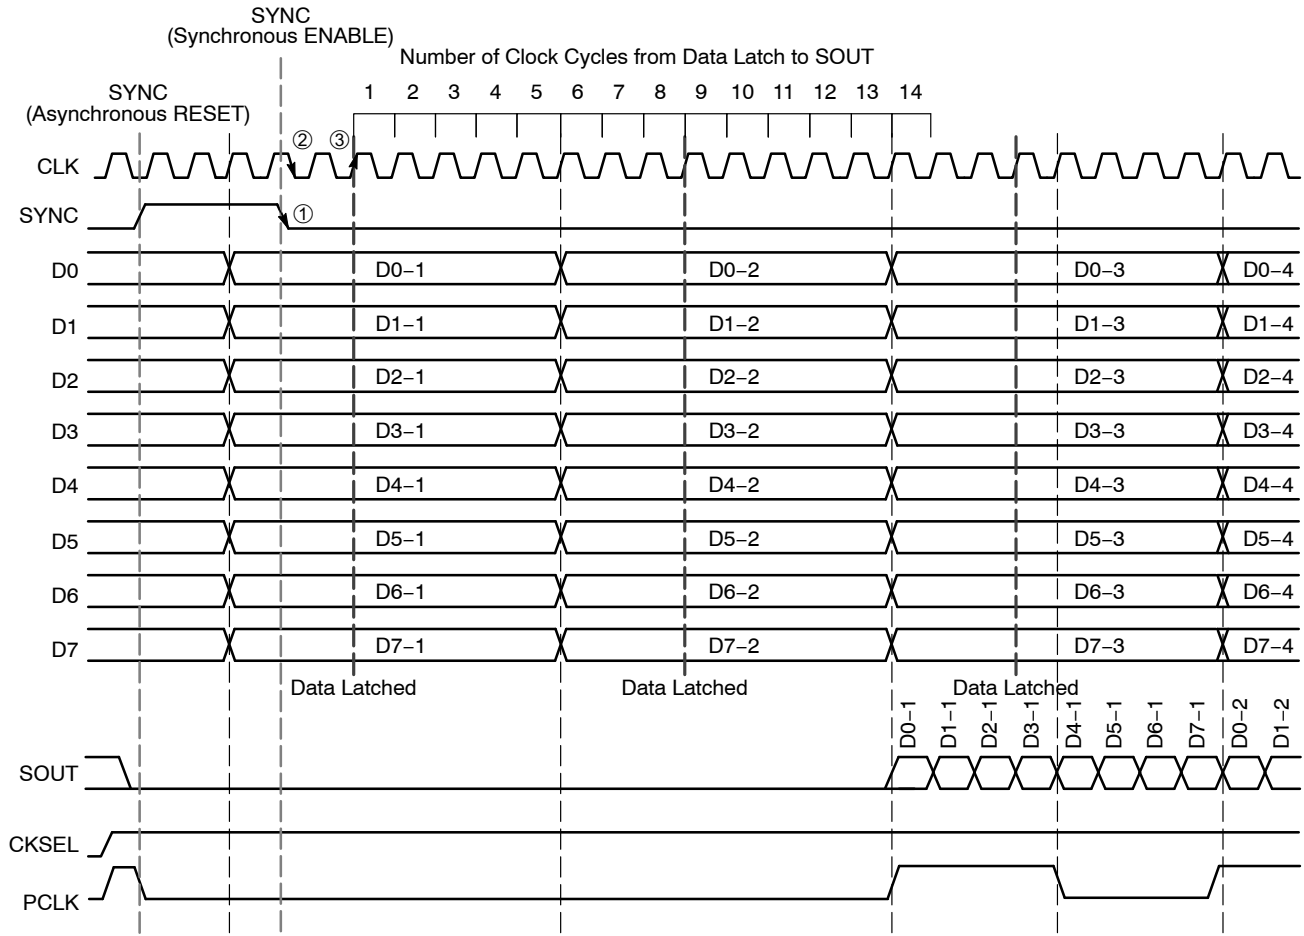 SYNC
(Synchronous ENABLE)
Number of Clock Cycles from Data Latch to SOUT
SYNC
(Asynchronous RESET)
1 2 3 4 5 6 7 8 9 10 11 12 13 14
CLK ② ③
SYNC ①
D0 D0−1 D0−2 D0−3 D0−4
D1 D1−1 D1−2 D1−3 D1−4
D2 D2−1 D2−2 D2−3 D2−4
D3 D3−1 D3−2 D3−3 D3−4
D4 D4−1 D4−2 D4−3 D4−4
D5 D5−1 D5−2 D5−3 D5−4
D6 D6−1 D6−2 D6−3 D6−4
D7 D7−1 D7−2 D7−3 D7−4
Data Latched Data Latched Data Latched
D0−1 D1−1 D2−1 D3−1 D4−1 D5−1 D6−1 D7−1 D0−2 D1−2
SOUT
CKSEL
PCLK